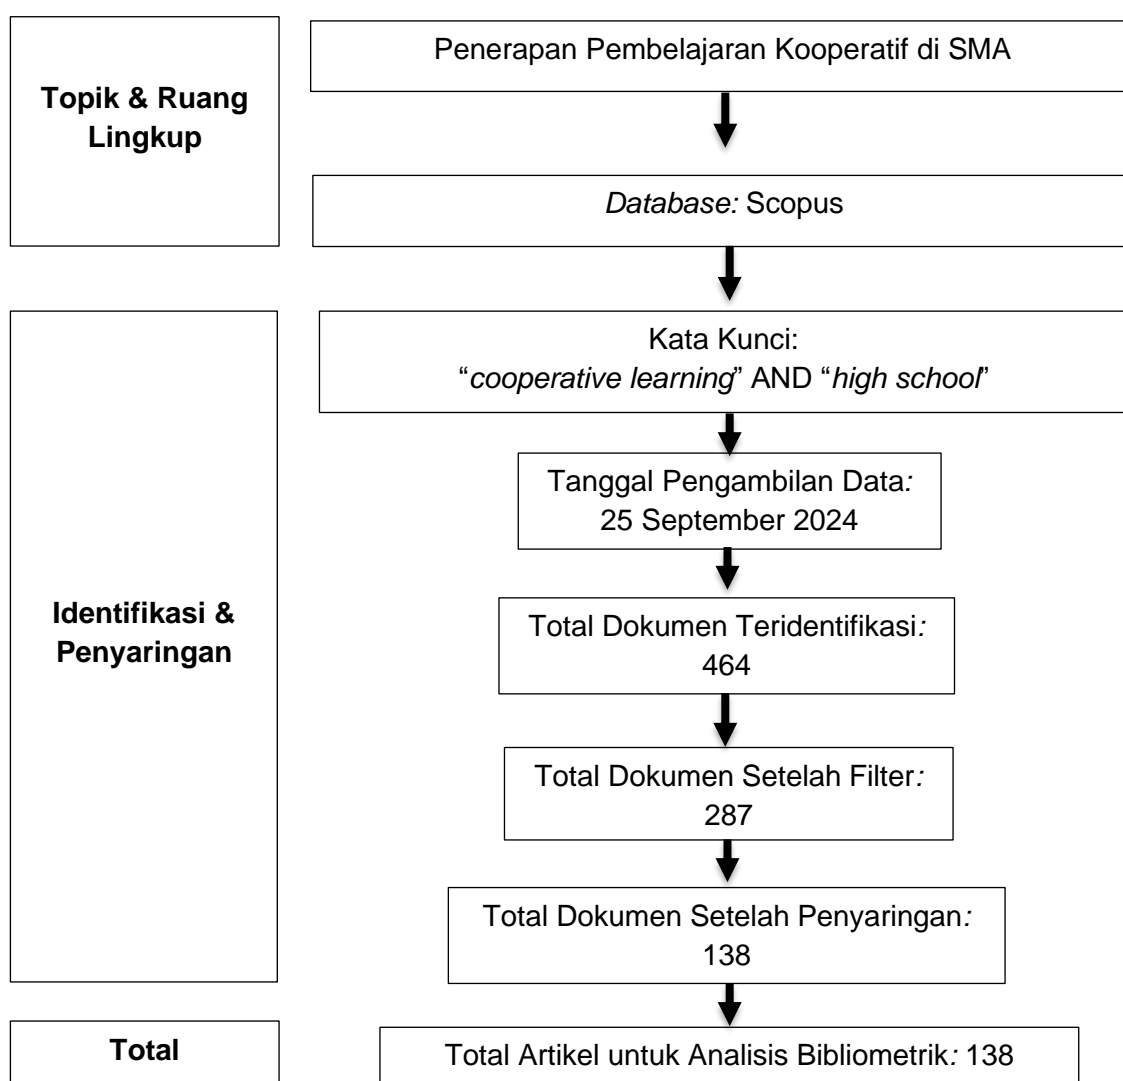 Topik & Ruang
Lingkup
Penerapan Pembelajaran Kooperatif di SMA
Database: Scopus
Identifikasi &
Penyaringan
Kata Kunci:
“cooperative learning” AND “high school”
Tanggal Pengambilan Data:
25 September 2024
Total Dokumen Teridentifikasi:
464
Total Dokumen Setelah Filter:
287
Total Dokumen Setelah Penyaringan:
138
Total
Total Artikel untuk Analisis Bibliometrik: 138